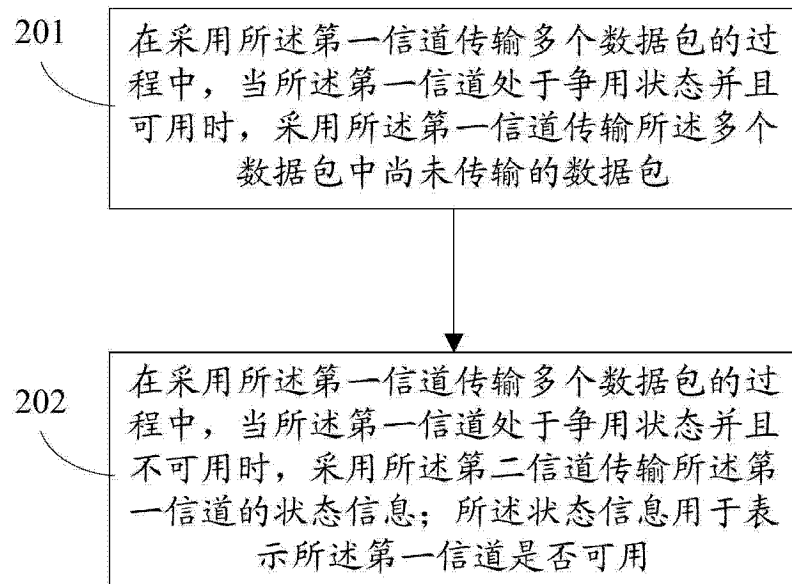 201
在采用所述第一信道传输多个数据包的过
程中，当所述第一信道处于争用状态并且
可用时，采用所述第一信道传输所述多个
数据包中尚未传输的数据包
202
在采用所述第一信道传输多个数据包的过
程中，当所述第一信道处于争用状态并且
不可用时，采用所述第二信道传输所述第
一信道的状态信息；所述状态信息用于表
示所述第一信道是否可用